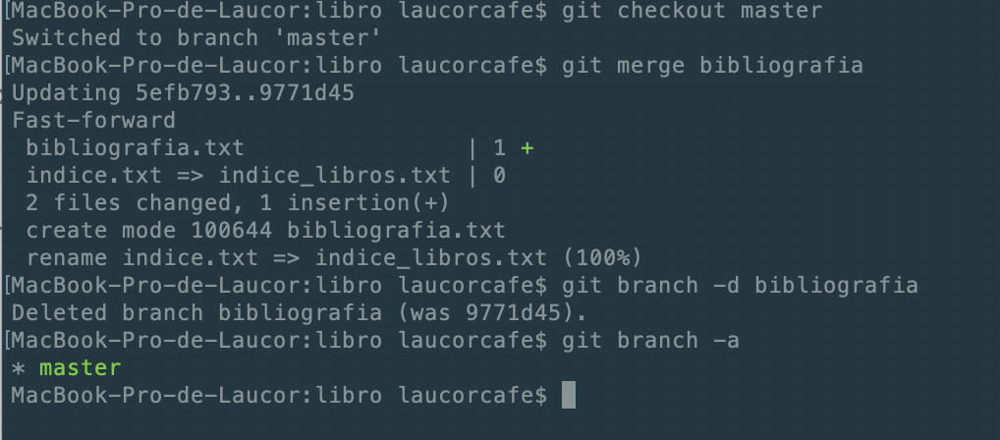 [MacBook-Pro-de-Laucor:libro laucorcafe$ git checkout master
Switched to branch 'master'
[MacBook-Pro-de-Laucor:libro laucorcafe$ git merge bibliografia
Updating 5efb793..9771d45
Fast-forward
 bibliografia.txt                | 1 +
 indice.txt => indice_libros.txt | 0
 2 files changed, 1 insertion(+)
 create mode 100644 bibliografia.txt
 rename indice.txt => indice_libros.txt (100%)
[MacBook-Pro-de-Laucor:libro laucorcafe$ git branch -d bibliografia
Deleted branch bibliografia (was 9771d45).
[MacBook-Pro-de-Laucor:libro laucorcafe$ git branch -a
* master
MacBook-Pro-de-Laucor:libro laucorcafe$